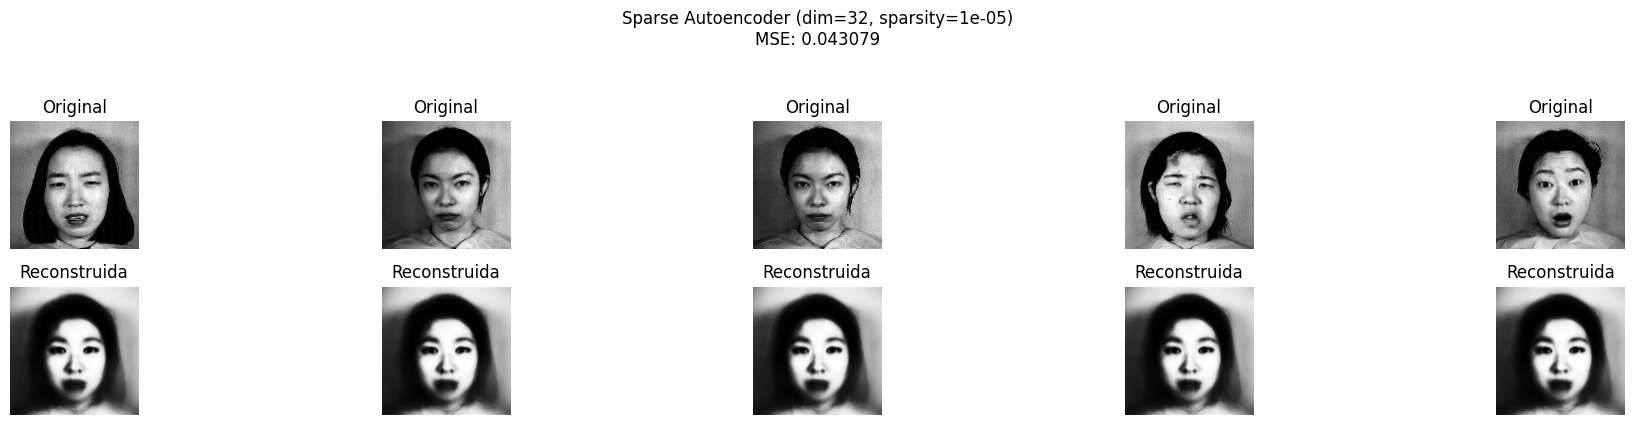 Sparse Autoencoder (dim=32, sparsity=1e-05)
MSE: 0.043079
Original Original Original Original Original
Reconstruida Reconstruida Reconstruida Reconstruida Reconstruida